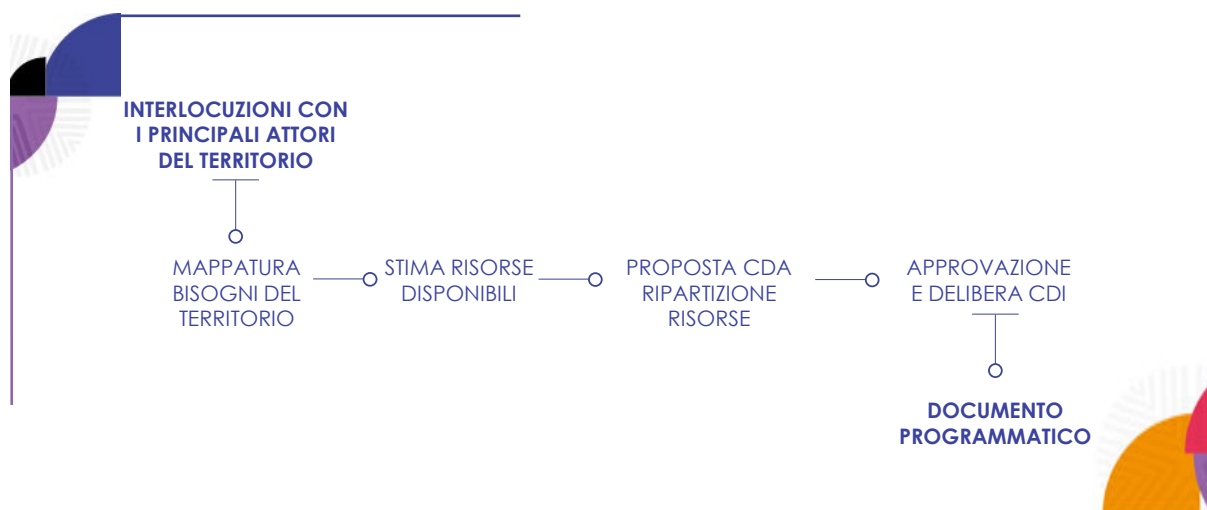 INTERLOCUZIONI CON
I PRINCIPALI ATTORI
DEL TERRITORIO
MAPPATURA
BISOGNI DEL
TERRITORIO
STIMA RISORSE
DISPONIBILI
PROPOSTA CDA
RIPARTIZIONE
RISORSE
APPROVAZIONE
E DELIBERA CDI
DOCUMENTO
PROGRAMMATICO